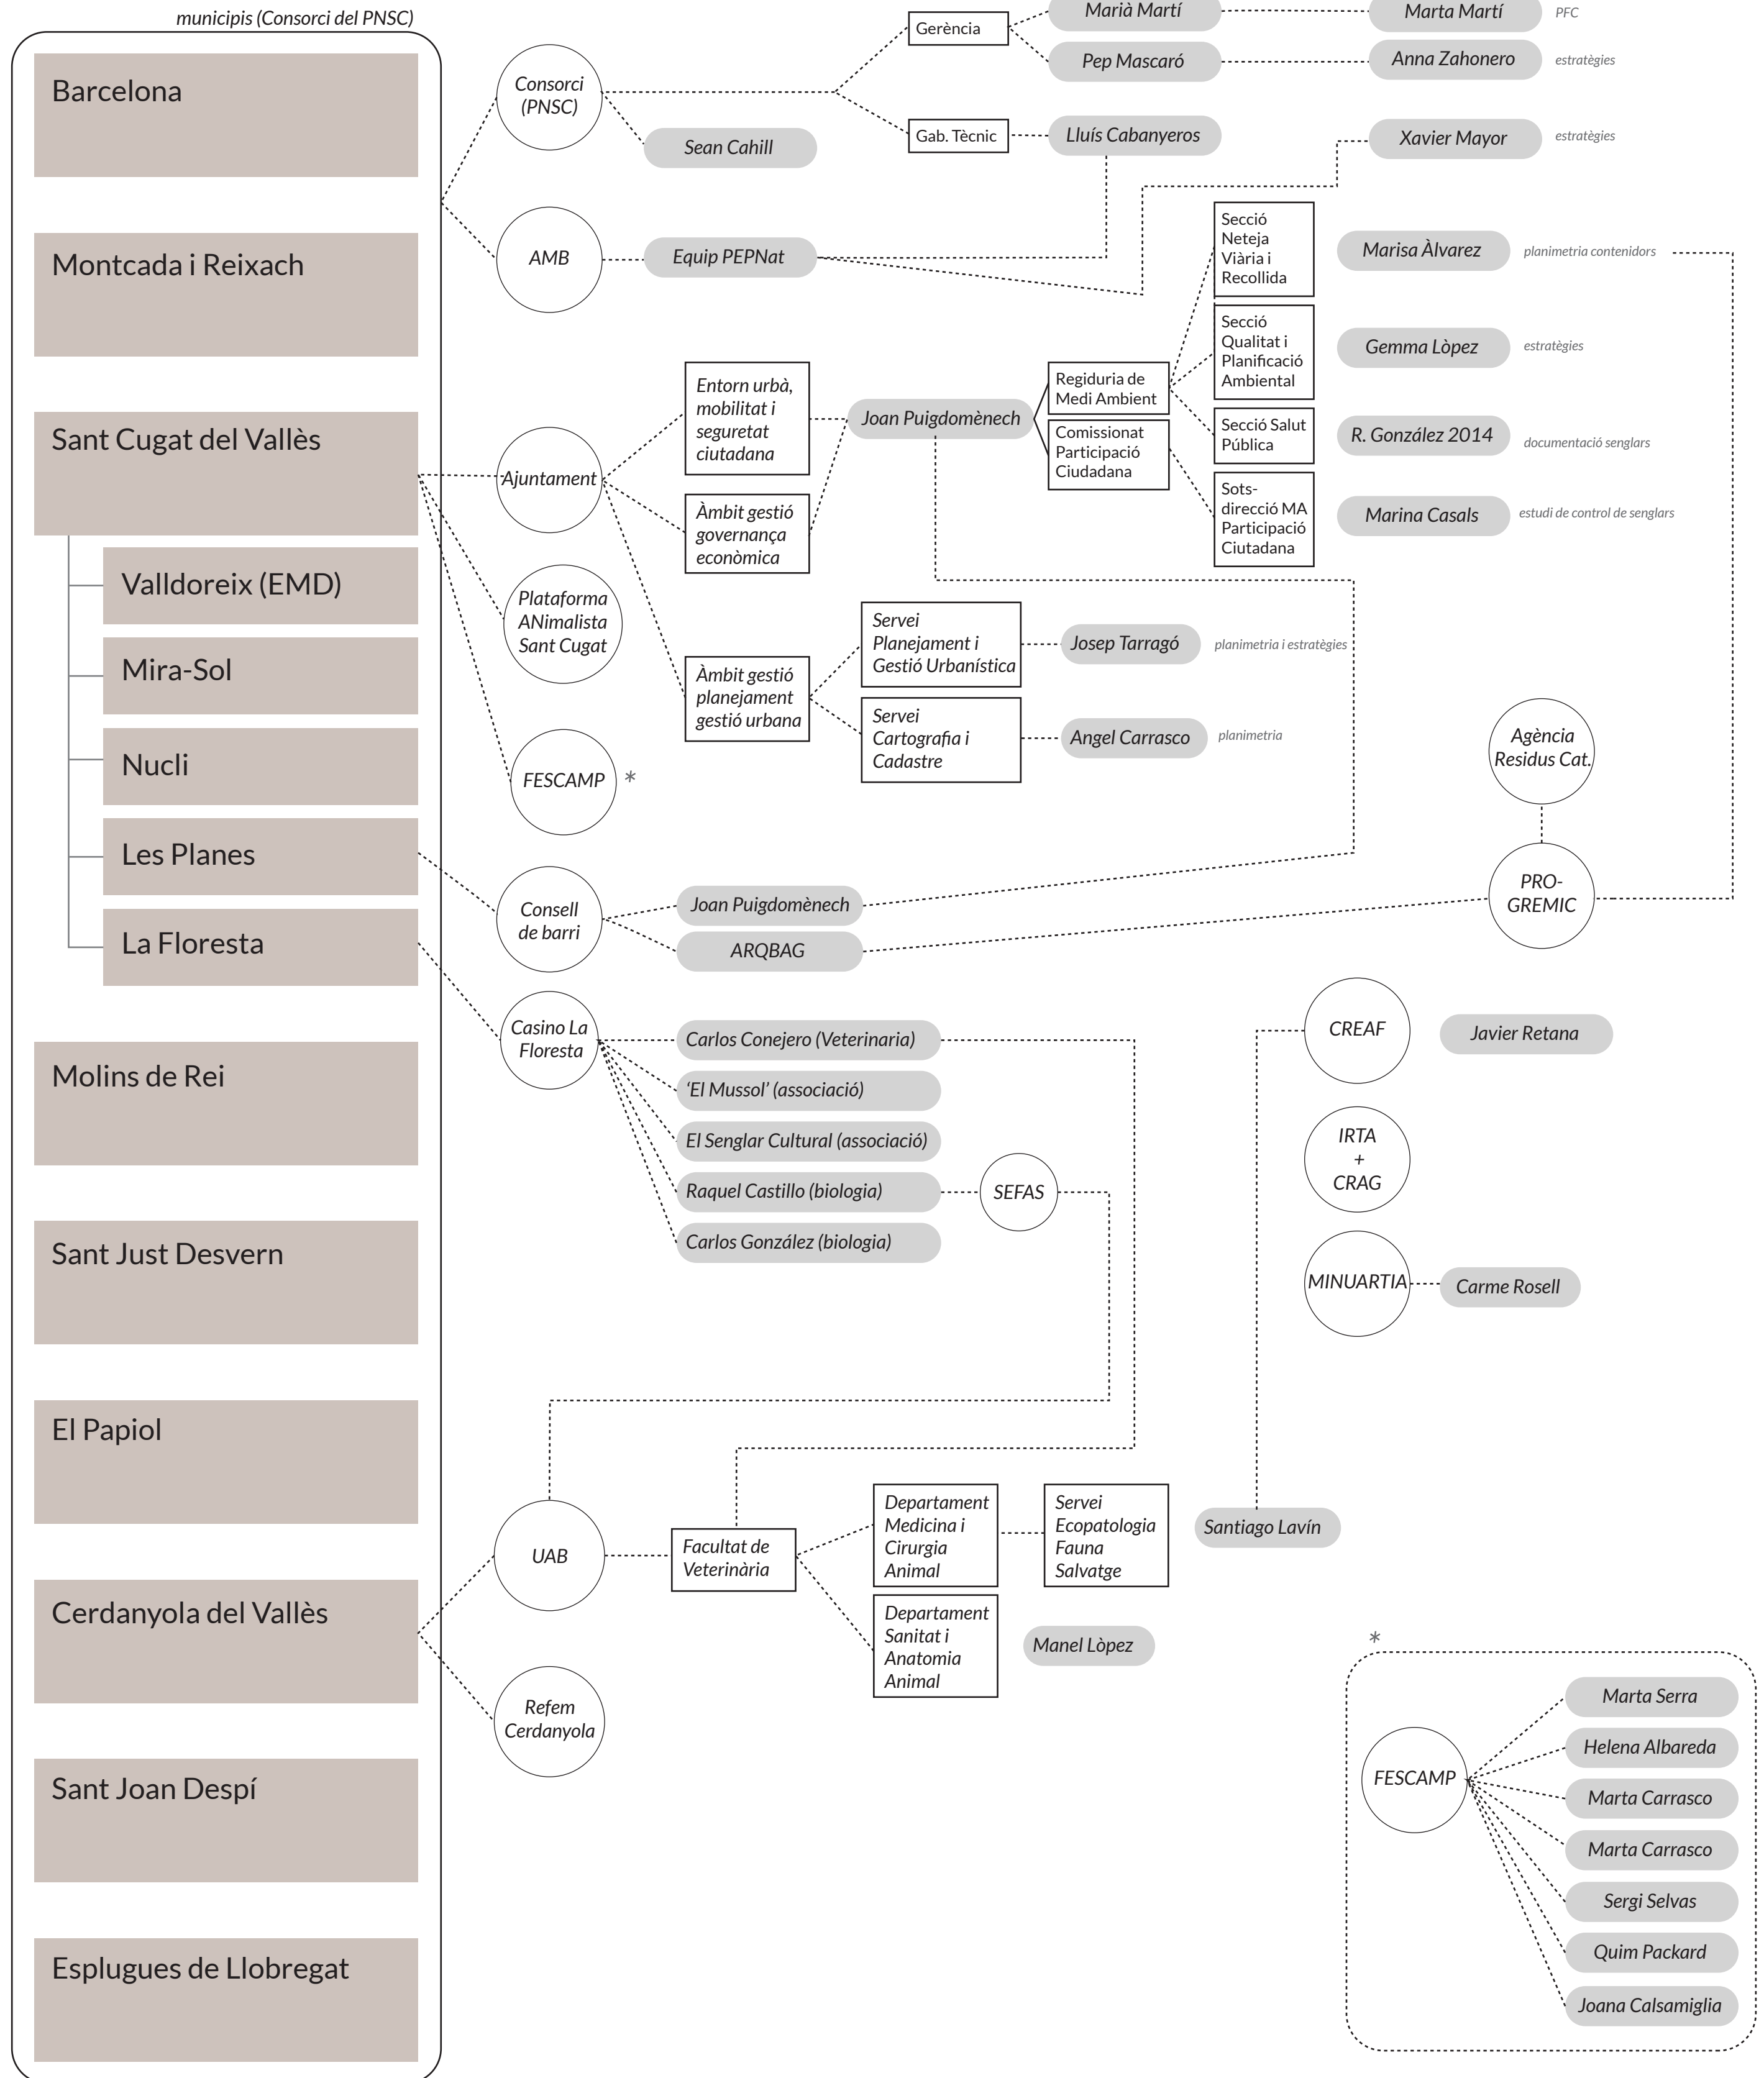 municipis (Consorci del PNSC)
Barcelona
Montcada i Reixach
Sant Cugat del Vallès
Valldoreix (EMD)
Mira-Sol
Nucli
Les Planes
La Floresta
Molins de Rei
Sant Just Desvern
El Papiol
Cerdanyola del Vallès
Sant Joan Despí
Esplugues de Llobregat
Consorci
(PNSC)
Sean Cahill
Gerència
Marià Martí
Marta Martí
PFC
Pep Mascaró
Anna Zahonero
estratègies
Gab. Tècnic
Lluís Cabanyeros
Xavier Mayor
estratègies
AMB
Equip PEPNat
Ajuntament
Entorn urbà,
mobilitat i
seguretat
ciutadana
Àmbit gestió
governança
econòmica
Joan Puigdomènech
Regiduria de
Medi Ambient
Comissionat
Participació
Ciudadana
Secció
Neteja
Viària i
Recollida
Marisa Àlvarez
planimetria contenidors
Secció
Qualitat i
Planificació
Ambiental
Gemma Lòpez
estratègies
Secció Salut
Pública
R. González 2014
documentació senglars
Sots-
direcció MA
Participació
Ciutadana
Marina Casals
estudi de control de senglars
Plataforma
ANimalista
Sant Cugat
Àmbit gestió
planejament
gestió urbana
Servei
Planejament i
Gestió Urbanística
Josep Tarragó
planimetria i estratègies
Servei
Cartografia i
Cadastre
Angel Carrasco
planimetria
FESCAMP
*
Agència
Residus Cat.
PRO-
GREMIC
Consell
de barri
Joan Puigdomènech
ARQBAG
Casino La
Floresta
Carlos Conejero (Veterinaria)
‘El Mussol’ (associació)
El Senglar Cultural (associació)
Raquel Castillo (biologia)
SEFAS
Carlos González (biologia)
CREAF
Javier Retana
IRTA
+
CRAG
MINUARTIA
Carme Rosell
UAB
Facultat de
Veterinària
Departament
Medicina i
Cirurgia
Animal
Servei
Ecopatologia
Fauna
Salvatge
Santiago Lavín
Departament
Sanitat i
Anatomia
Animal
Manel Lòpez
Refem
Cerdanyola
*
FESCAMP
Marta Serra
Helena Albareda
Marta Carrasco
Marta Carrasco
Sergi Selvas
Quim Packard
Joana Calsamiglia